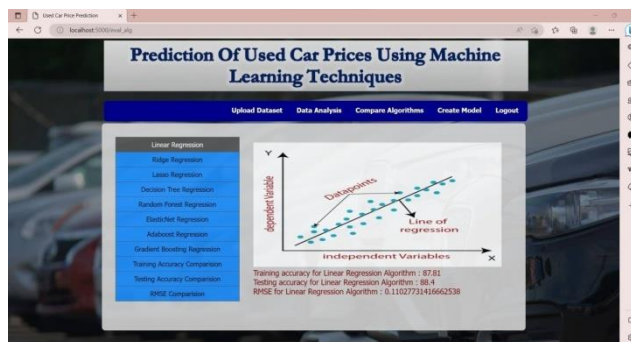 Used Car Price Prediction
localhost:5000/eval_alg
Prediction Of Used Car Prices Using Machine
Learning Techniques
Upload Dataset Data Analysis Compare Algorithms Create Model Logout
Linear Regression
Ridge Regression
Lasso Regression
Decision Tree Regression
Random Forest Regression
ElasticNet Regression
Adaboost Regression
Gradient Boosting Regression
Training Accuracy Comparision
Testing Accuracy Comparision
RMSE Comparision
Y
dependent Variable
Datapoints
Line of
regression
independent Variables
X
Training accuracy for Linear Regression Algorithm : 87.81
Testing accuracy for Linear Regression Algorithm : 88.4
RMSE for Linear Regression Algorithm : 0.11027731416662538